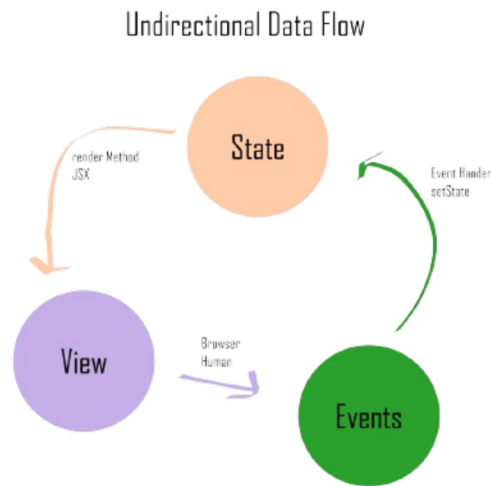 Undirectional Data Flow
State
render Method
JSX
Event Hander
setState
View
Browser
Human
Events